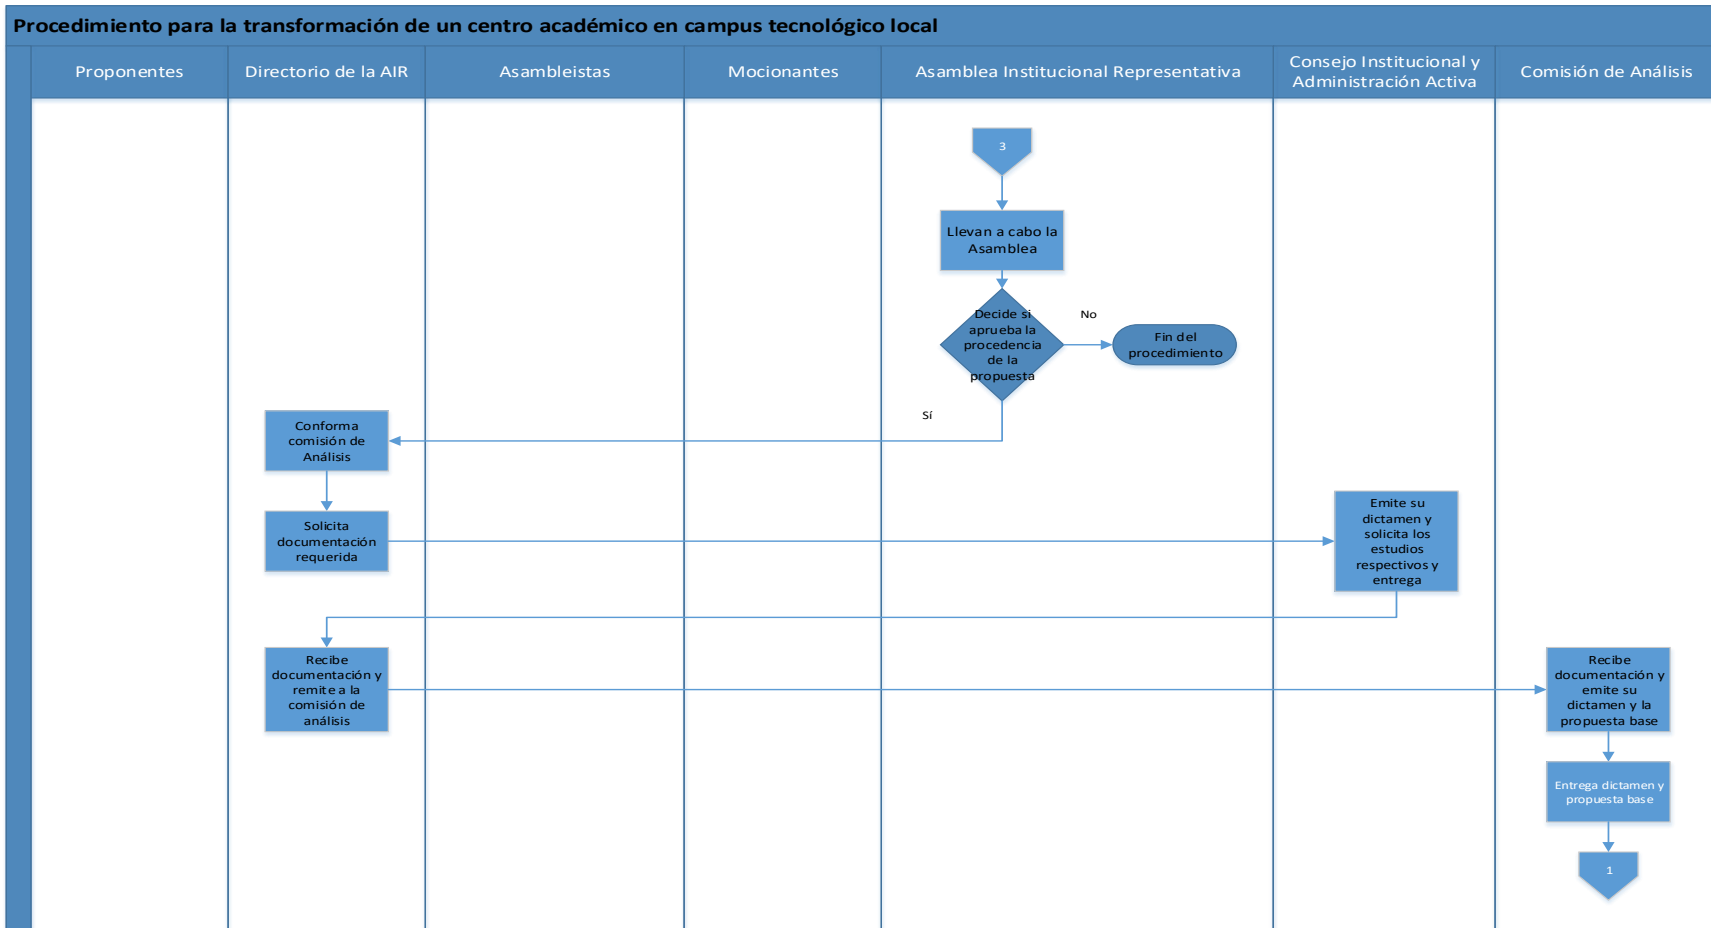 Procedimiento para la transformación de un centro académico en campus tecnológico local
Proponentes
Directorio de la AIR
Asambleistas
Mocionantes
Asamblea Institucional Representativa
Consejo Institucional y
Administración Activa
Comisión de Análisis
3
Llevan a cabo la
Asamblea
Decide si
aprueba la
procedencia
de la
propuesta
No
Fin del
procedimiento
Sí
Conforma
comisión de
Análisis
Solicita
documentación
requerida
Emite su
dictamen y
solicita los
estudios
respectivos y
entrega
Recibe
documentación y
remite a la
comisión de
análisis
Recibe
documentación y
emite su
dictamen y la
propuesta base
Entrega dictamen y
propuesta base
1